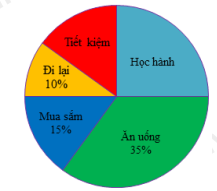 Tiết kiệm
Học hành
Đi lại
10%
Mua sắm
15%
Ăn uống
35%